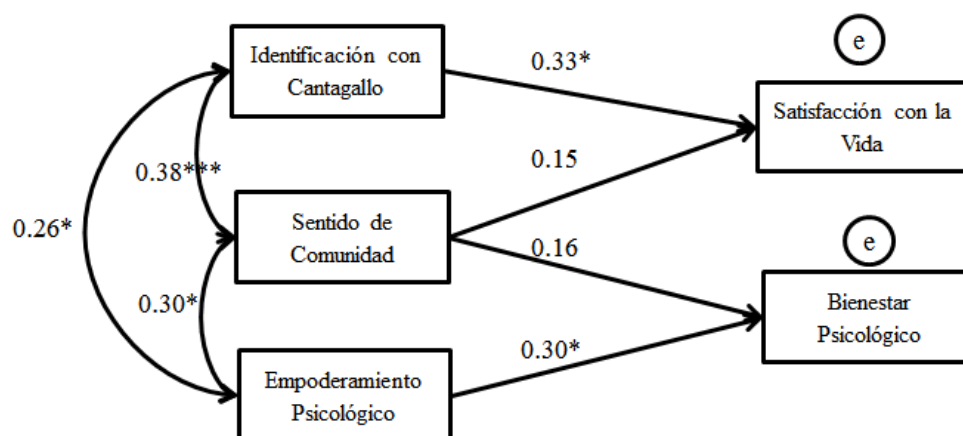 Identificación con
Cantagallo
0.33*
e
Satisfacción con la
Vida
0.38***
0.15
0.26*
Sentido de
Comunidad
0.16
e
0.30*
Bienestar
Psicológico
0.30*
Empoderamiento
Psicológico